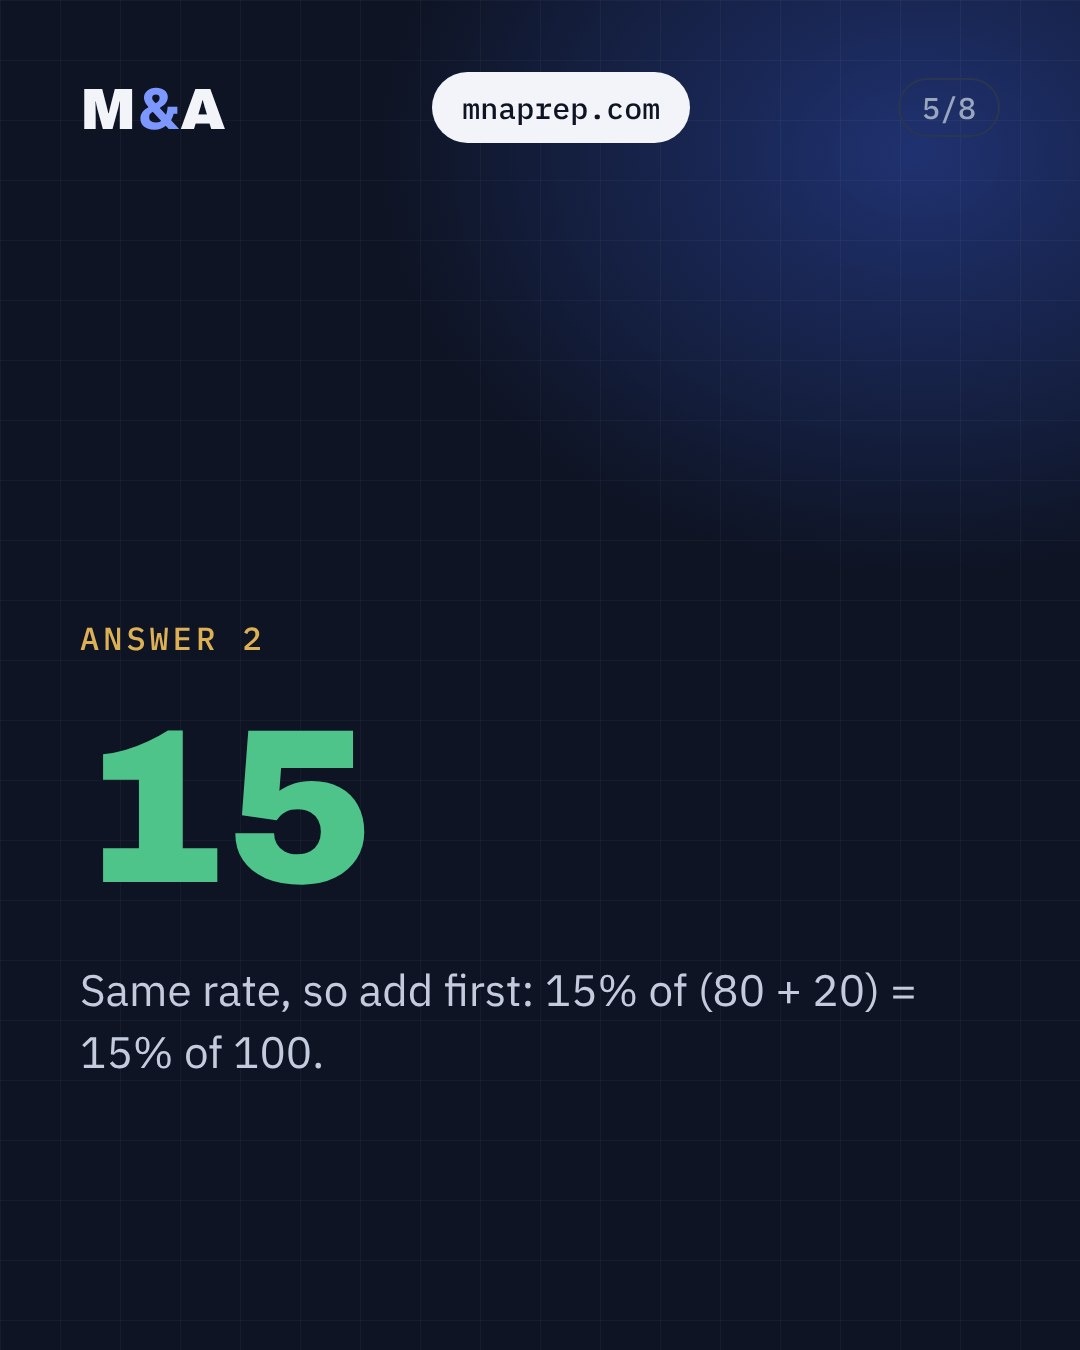 M&A
mnaprep.com
5/8
ANSWER 2
15
Same rate, so add first: 15% of (80 + 20) =
15% of 100.